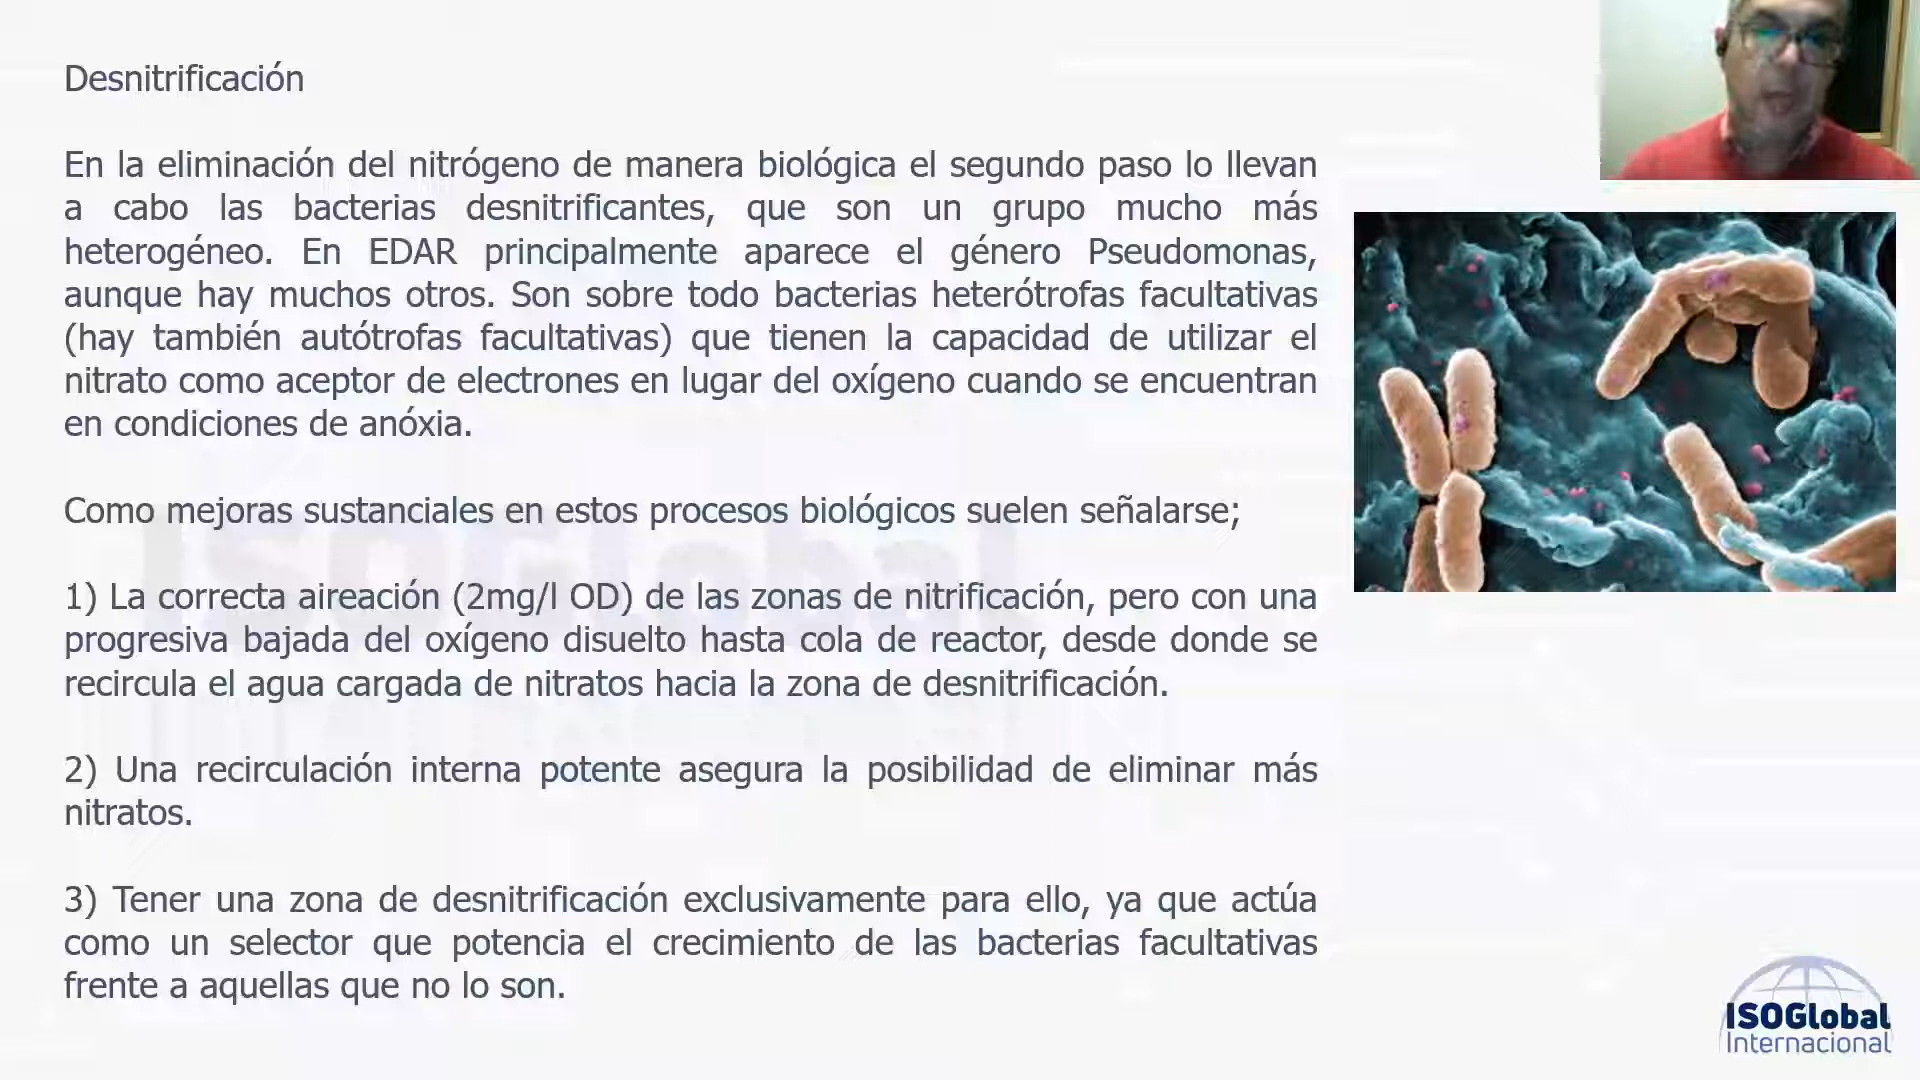 Desnitrificación
En la eliminación del nitrógeno de manera biológica el segundo paso lo llevan
a cabo las bacterias desnitrificantes, que son un grupo mucho más
heterogéneo. En EDAR principalmente aparece el género Pseudomonas,
aunque hay muchos otros. Son sobre todo bacterias heterótrofas facultativas
(hay también autótrofas facultativas) que tienen la capacidad de utilizar el
nitrato como aceptor de electrones en lugar del oxígeno cuando se encuentran
en condiciones de anóxia.
Como mejoras sustanciales en estos procesos biológicos suelen señalarse;
1) La correcta aireación (2mg/l OD) de las zonas de nitrificación, pero con una
progresiva bajada del oxígeno disuelto hasta cola de reactor, desde donde se
recircula el agua cargada de nitratos hacia la zona de desnitrificación.
2) Una recirculación interna potente asegura la posibilidad de eliminar más
nitratos.
3) Tener una zona de desnitrificación exclusivamente para ello, ya que actúa
como un selector que potencia el crecimiento de las bacterias facultativas
frente a aquellas que no lo son.
ISOGlobal
ISOGlobal
Internacional